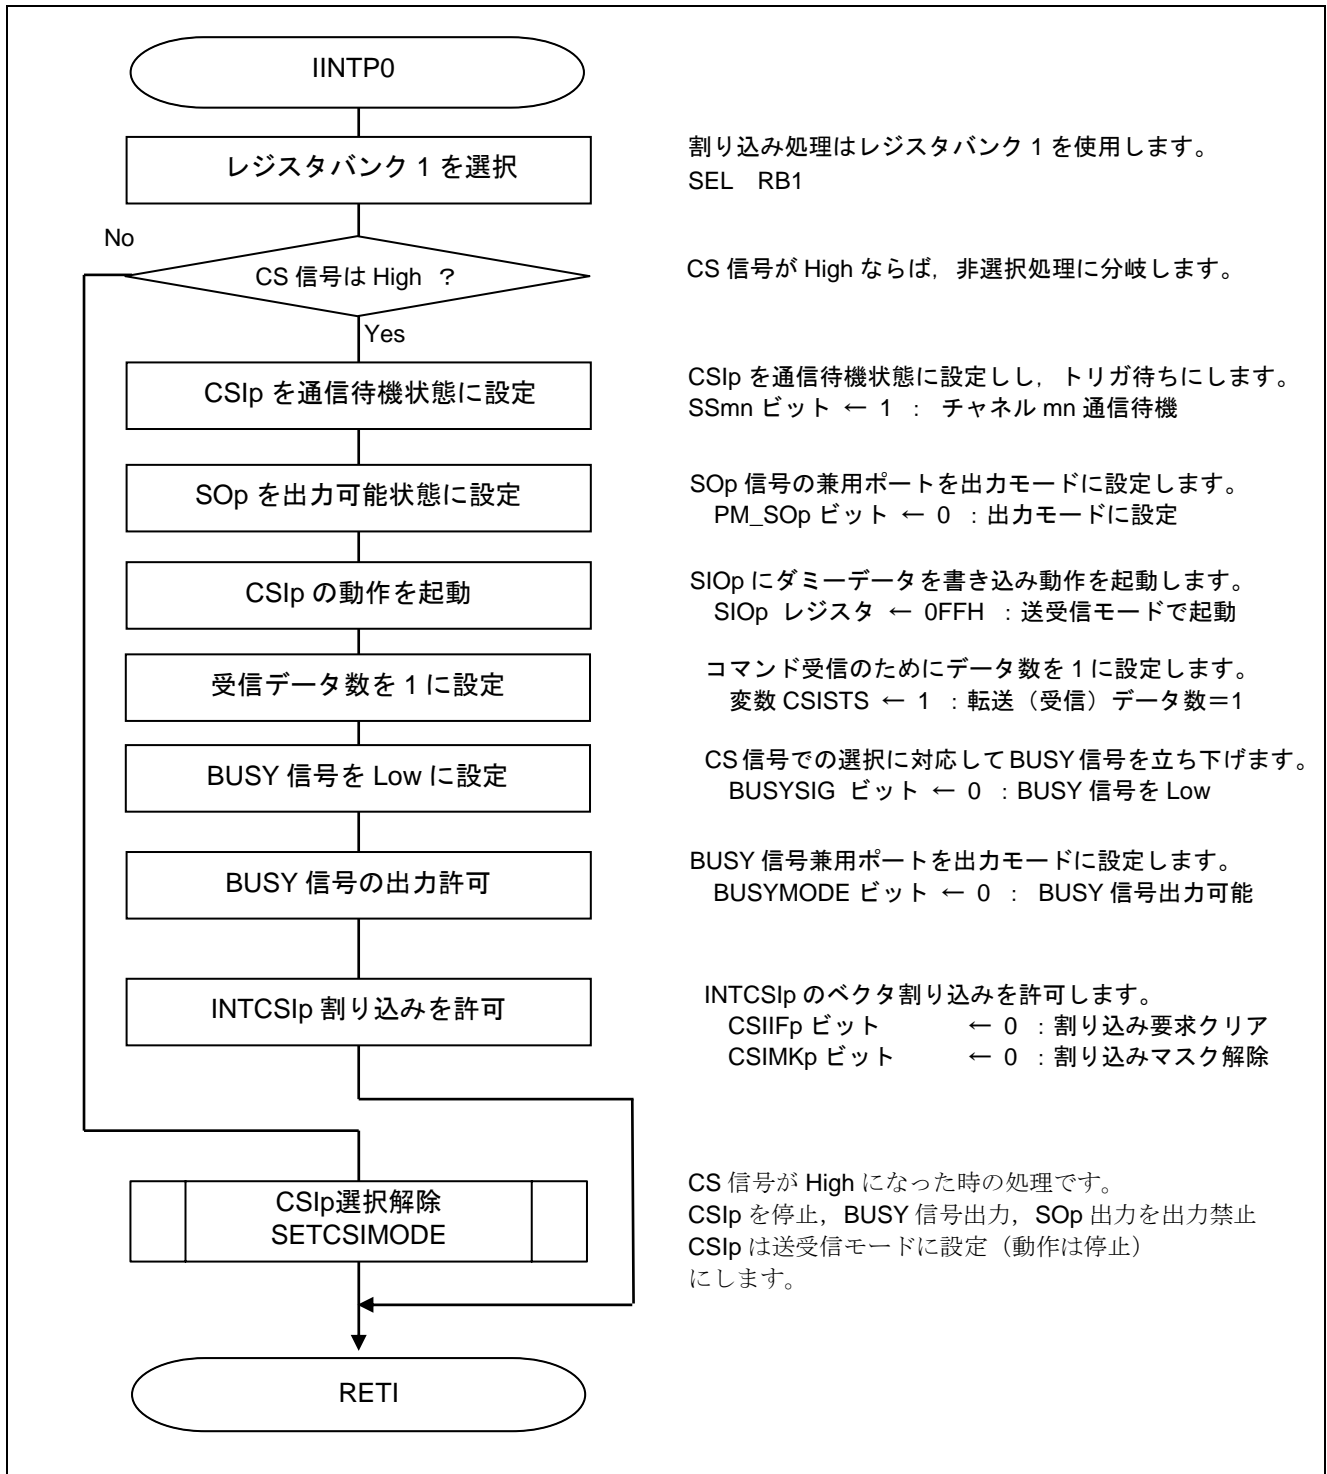 IINTP0
レジスタバンク 1 を選択
割り込み処理はレジスタバンク 1 を使用します。
SEL RB1
No
CS 信号は High ？
CS 信号が High ならば，非選択処理に分岐します。
Yes
CSIp を通信待機状態に設定
CSIp を通信待機状態に設定しし，トリガ待ちにします。
SSmn ビット ← 1 ： チャネル mn 通信待機
SOp を出力可能状態に設定
SOp 信号の兼用ポートを出力モードに設定します。
PM_SOp ビット ← 0 ：出力モードに設定
CSIp の動作を起動
SIOp にダミーデータを書き込み動作を起動します。
SIOp レジスタ ← 0FFH ：送受信モードで起動
受信データ数を 1 に設定
コマンド受信のためにデータ数を 1 に設定します。
変数 CSISTS ← 1 ：転送（受信）データ数＝1
BUSY 信号を Low に設定
CS 信号での選択に対応して BUSY 信号を立ち下げます。
BUSYSIG ビット ← 0 ：BUSY 信号を Low
BUSY 信号の出力許可
BUSY 信号兼用ポートを出力モードに設定します。
BUSYMODE ビット ← 0 ： BUSY 信号出力可能
INTCSIp 割り込みを許可
INTCSIp のベクタ割り込みを許可します。
CSIIFp ビット ← 0 ：割り込み要求クリア
CSIMKp ビット ← 0 ：割り込みマスク解除
CSIp選択解除
SETCSIMODE
CS 信号が High になった時の処理です。
CSIp を停止，BUSY 信号出力，SOp 出力を出力禁止
CSIp は送受信モードに設定（動作は停止）
にします。
RETI